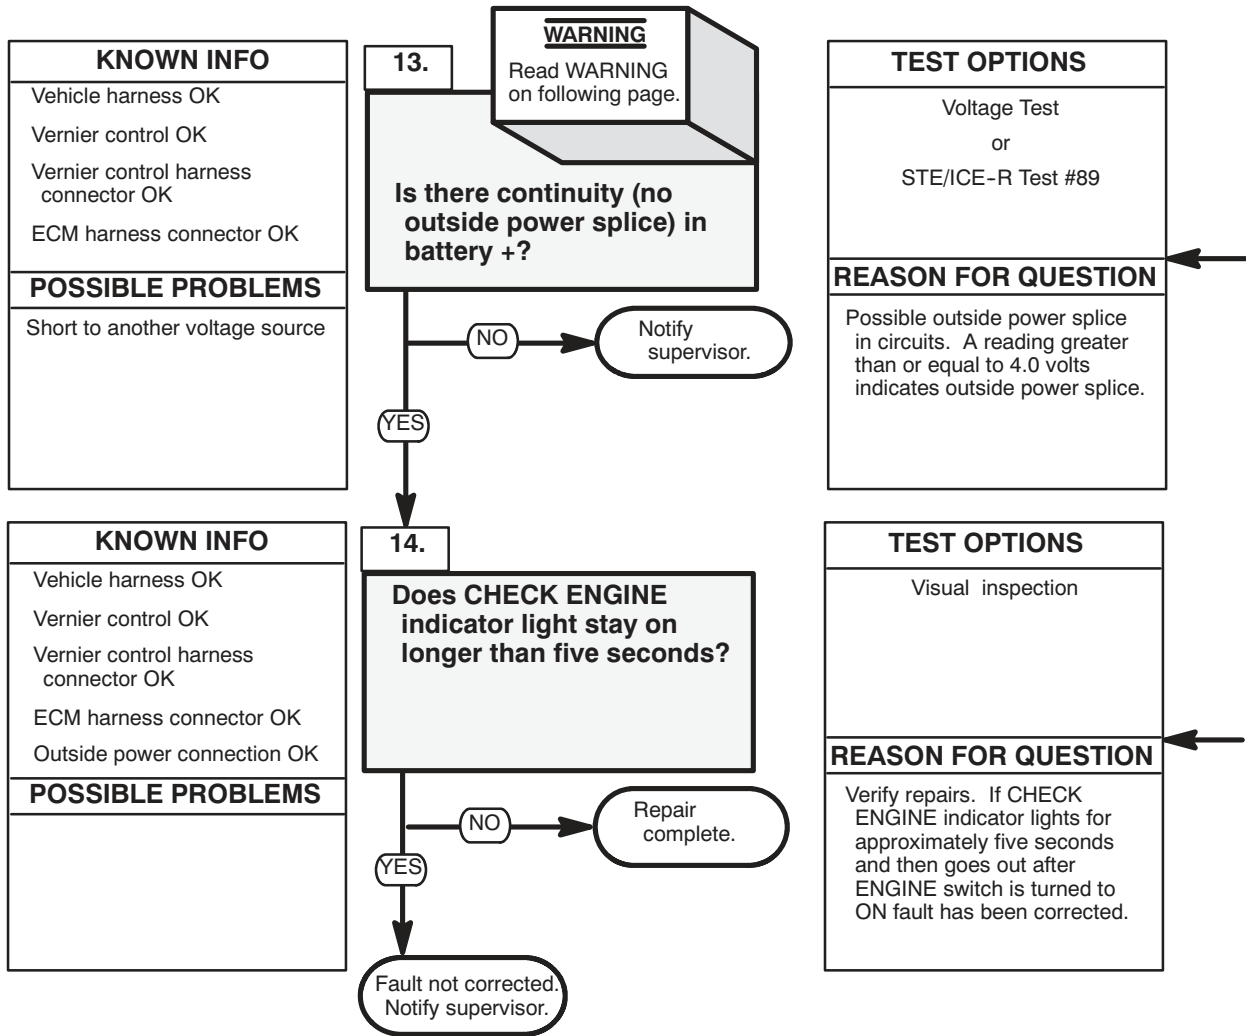 KNOWN INFO
Vehicle harness OK
Vernier control OK
Vernier control harness
connector OK
ECM harness connector OK
POSSIBLE PROBLEMS
Short to another voltage source
13.
WARNING
Read WARNING
on following page.
Is there continuity (no
outside power splice) in
battery +?
NO
Notify
supervisor.
YES
TEST OPTIONS
Voltage Test
or
STE/ICE-R Test #89
REASON FOR QUESTION
Possible outside power splice
in circuits. A reading greater
than or equal to 4.0 volts
indicates outside power splice.
KNOWN INFO
Vehicle harness OK
Vernier control OK
Vernier control harness
connector OK
ECM harness connector OK
Outside power connection OK
POSSIBLE PROBLEMS
14.
Does CHECK ENGINE
indicator light stay on
longer than five seconds?
NO
Repair
complete.
YES
Fault not corrected.
Notify supervisor.
TEST OPTIONS
Visual inspection
REASON FOR QUESTION
Verify repairs. If CHECK
ENGINE indicator lights for
approximately five seconds
and then goes out after
ENGINE switch is turned to
ON fault has been corrected.